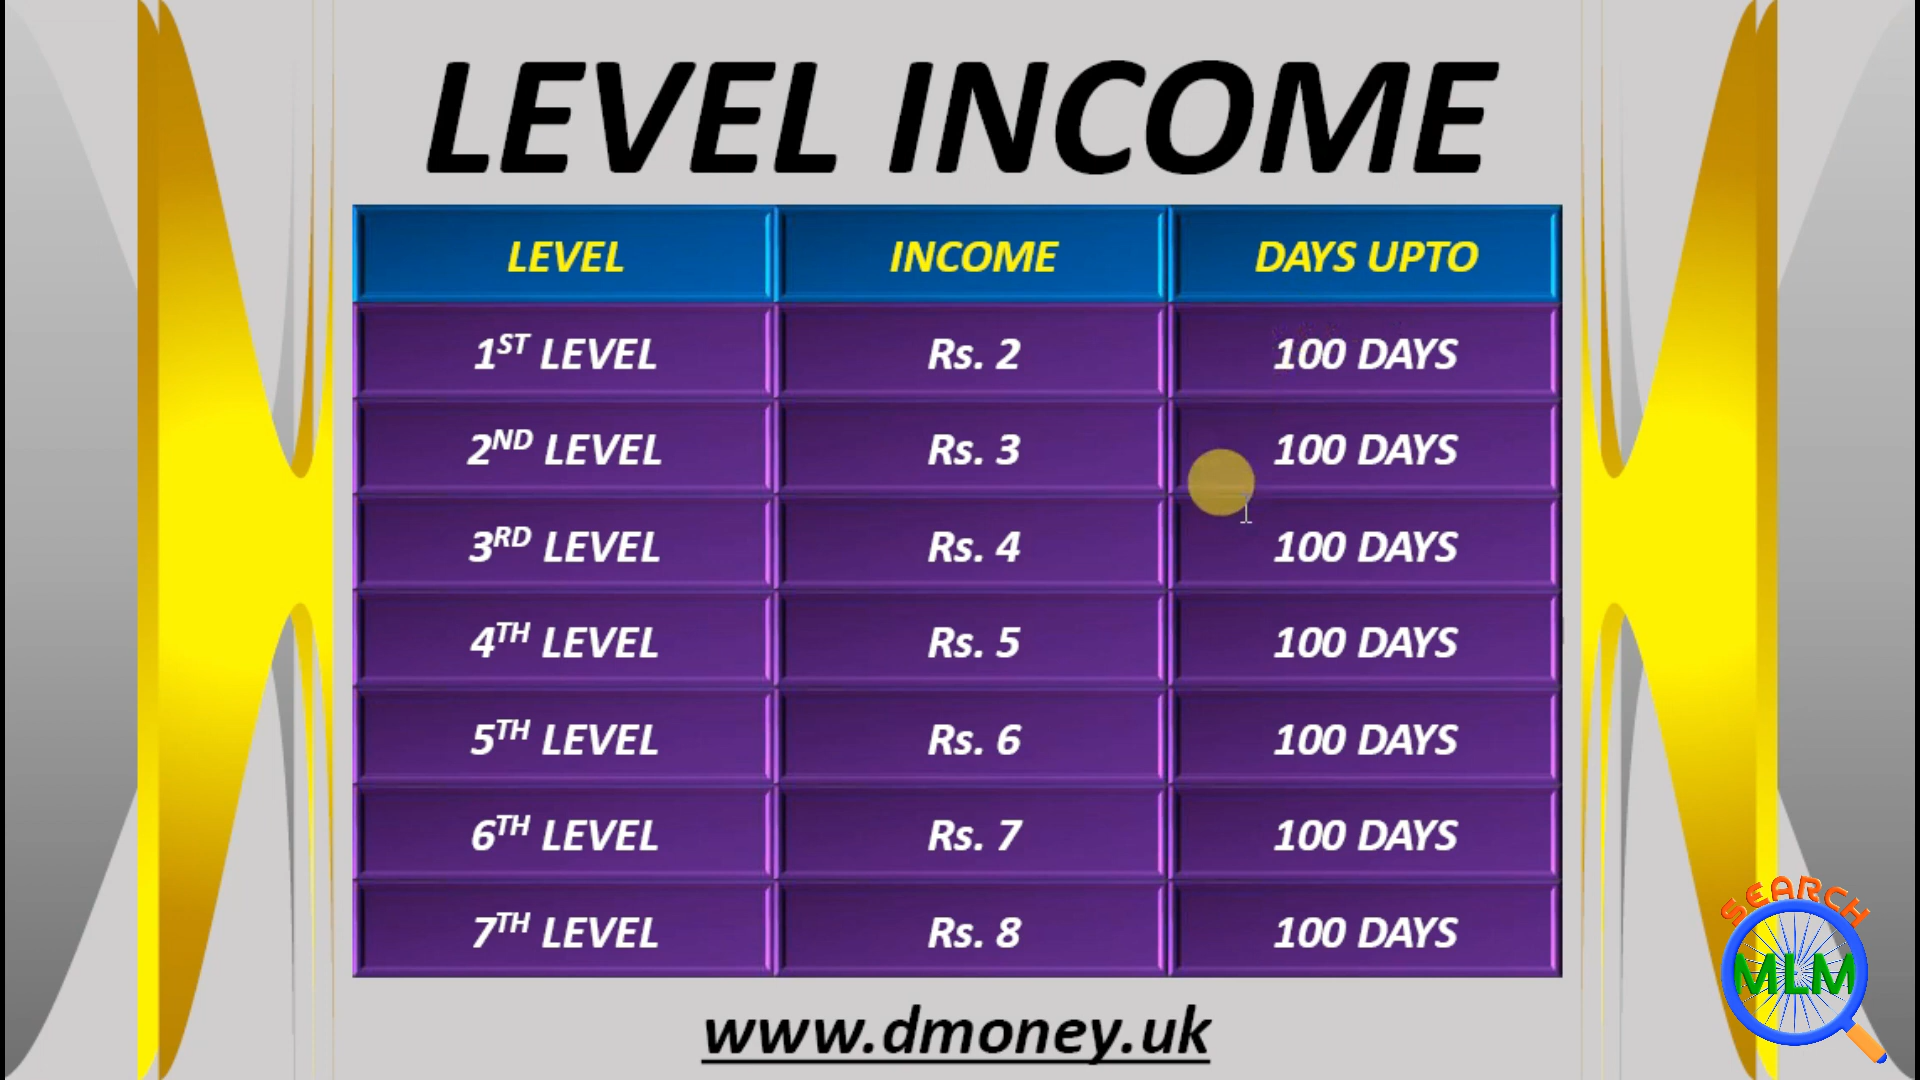 LEVEL INCOME
LEVEL INCOME DAYS UPTO
1ST LEVEL Rs. 2 100 DAYS
2ND LEVEL Rs. 3 100 DAYS
3RD LEVEL Rs. 4 100 DAYS
4TH LEVEL Rs. 5 100 DAYS
5TH LEVEL Rs. 6 100 DAYS
6TH LEVEL Rs. 7 100 DAYS
7TH LEVEL Rs. 8 100 DAYS
www.dmoney.uk
SEARCH
MLM